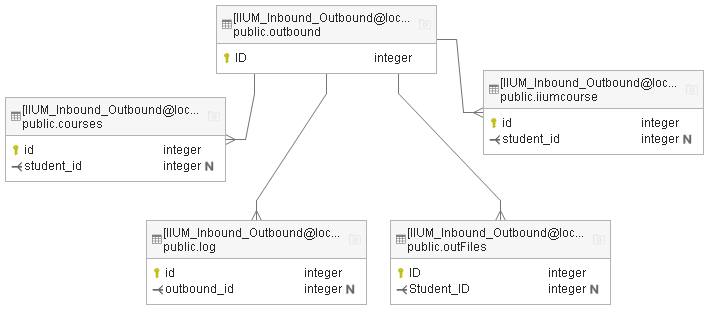 [IIUM_Inbound_Outbound@loc...
public.outbound
ID integer
[IIUM_Inbound_Outbound@loc...
public.iiumcourse
id integer
student_id integer N
[IIUM_Inbound_Outbound@loc...
public.courses
id integer
student_id integer N
[IIUM_Inbound_Outbound@loc...
public.log
id integer
outbound_id integer N
[IIUM_Inbound_Outbound@loc...
public.outFiles
ID integer
Student_ID integer N